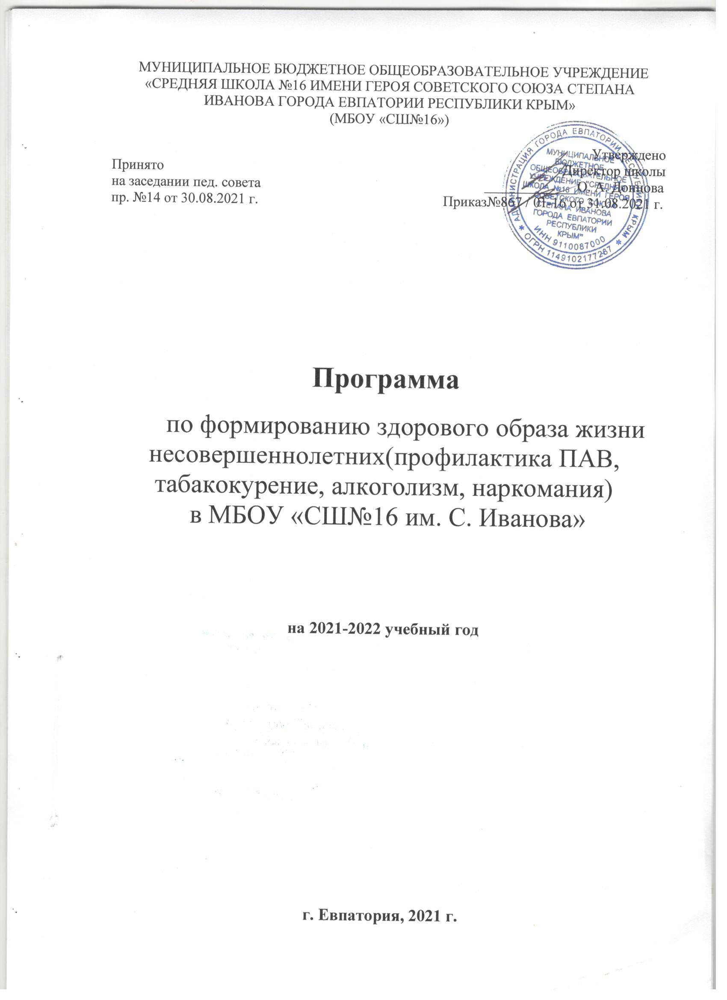 МУНИЦИПАЛЬНОЕ БЮДЖЕТНОЕ ОБЩЕОБРАЗОВАТЕЛЬНОЕ УЧРЕЖДЕНИЕ
«СРЕДНЯЯ ШКОЛА №16 ИМЕНИ ГЕРОЯ СОВЕТСКОГО СОЮЗА СТЕПАНА
ИВАНОВА ГОРОДА ЕВПАТОРИИ РЕСПУБЛИКИ КРЫМ»
(МБОУ «СШ№16»)
Принято
на заседании пед. совета
пр. №14 от 30.08.2021 г.
Утверждено
Директор школы
О. А. Донцова
Приказ№867 / 01-16 от 31.08.2021 г.
АДМИНИСТРАЦИЯ ГОРОДА ЕВПАТОРИИ РЕСПУБЛИКИ КРЫМ
ОГРН 1149102177267
МУНИЦИПАЛЬНОЕ
БЮДЖЕТНОЕ
ОБЩЕОБРАЗОВАТЕЛЬНОЕ
УЧРЕЖДЕНИЕ "СРЕДНЯЯ
ШКОЛА №16 ИМЕНИ ГЕРОЯ
СОВЕТСКОГО СОЮЗА
СТЕПАНА ИВАНОВА
ГОРОДА ЕВПАТОРИИ
РЕСПУБЛИКИ
КРЫМ"
ИНН 9110087000
Программа
по формированию здорового образа жизни
несовершеннолетних(профилактика ПАВ,
табакокурение, алкоголизм, наркомания)
в МБОУ «СШ№16 им. С. Иванова»
на 2021-2022 учебный год
г. Евпатория, 2021 г.